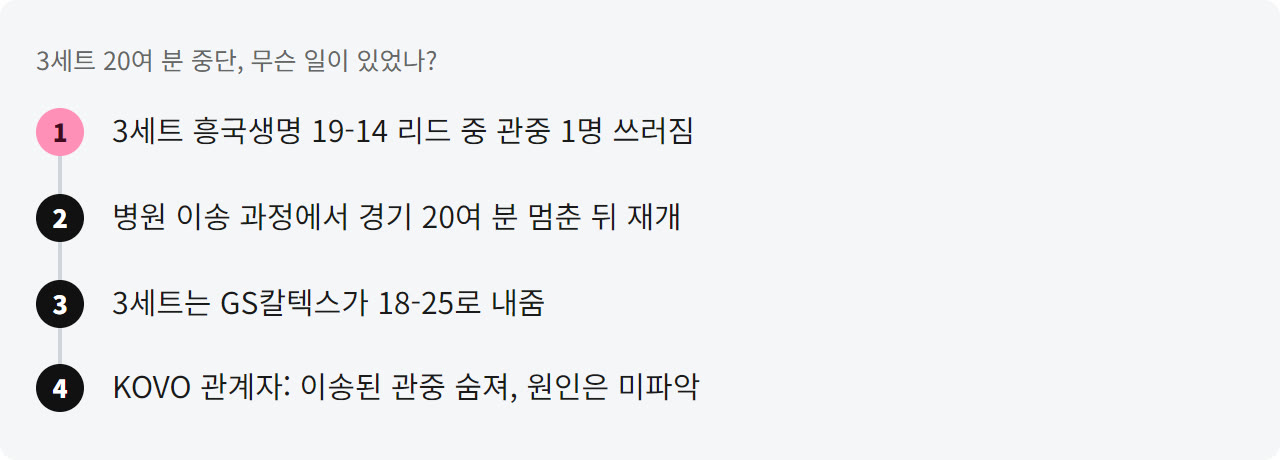 3세트 20여 분 중단, 무슨 일이 있었나?
1 3세트 흥국생명 19-14 리드 중 관중 1명 쓰러짐
2 병원 이송 과정에서 경기 20여 분 멈춘 뒤 재개
3 3세트는 GS칼텍스가 18-25로 내줌
4 KOVO 관계자: 이송된 관중 숨져, 원인은 미파악